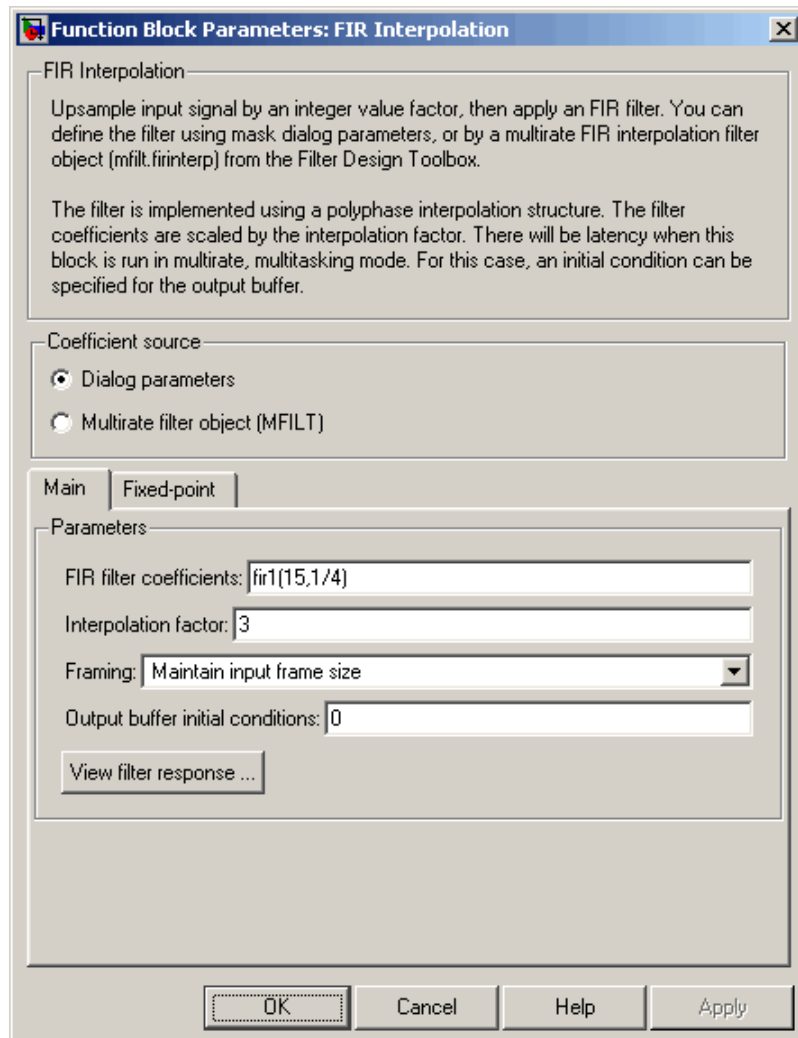 Function Block Parameters: FIR Interpolation
FIR Interpolation
Upsample input signal by an integer value factor, then apply an FIR filter. You can
define the filter using mask dialog parameters, or by a multirate FIR interpolation filter
object (mfilt.firinterp) from the Filter Design Toolbox.
The filter is implemented using a polyphase interpolation structure. The filter
coefficients are scaled by the interpolation factor. There will be latency when this
block is run in multirate, multitasking mode. For this case, an initial condition can be
specified for the output buffer.
Coefficient source
Dialog parameters
Multirate filter object (MFILT)
Main Fixed-point
Parameters
FIR filter coefficients: fir1(15,1/4)
Interpolation factor: 3
Framing: Maintain input frame size
Output buffer initial conditions: 0
View filter response ...
OK Cancel Help Apply